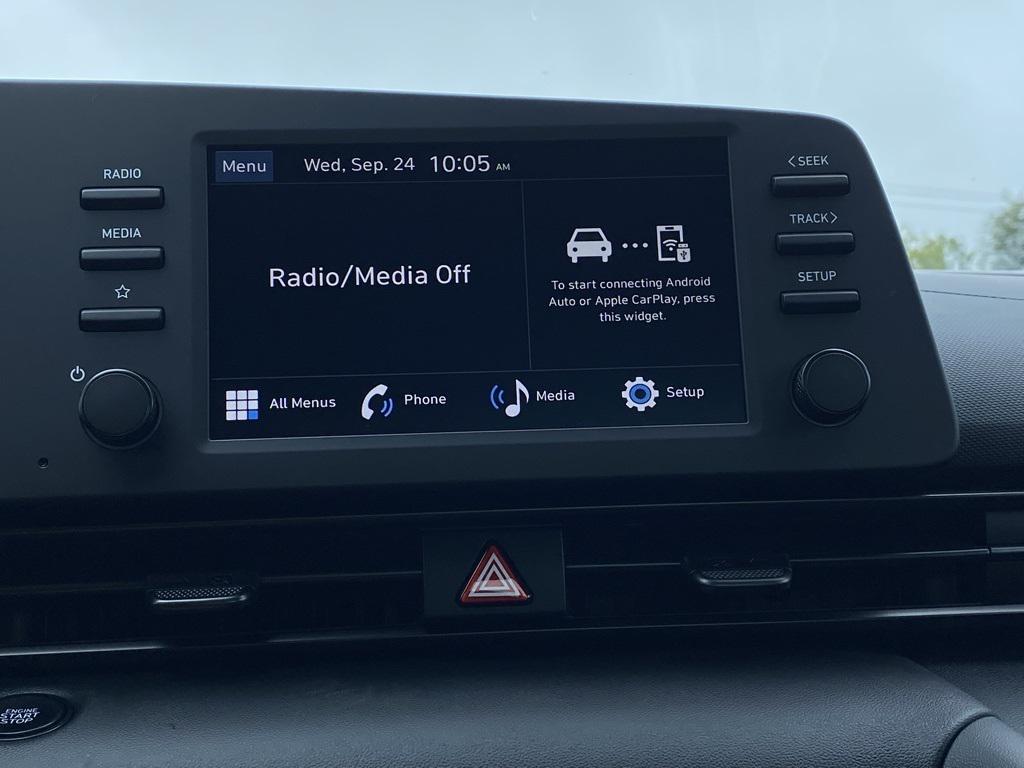 Menu
Wed, Sep. 24 10:05 AM
RADIO
MEDIA
Radio/Media Off
To start connecting Android
Auto or Apple CarPlay, press
this widget.
<SEEK
TRACK>
SETUP
All Menus
Phone
Media
Setup
ENGINE
START
STOP